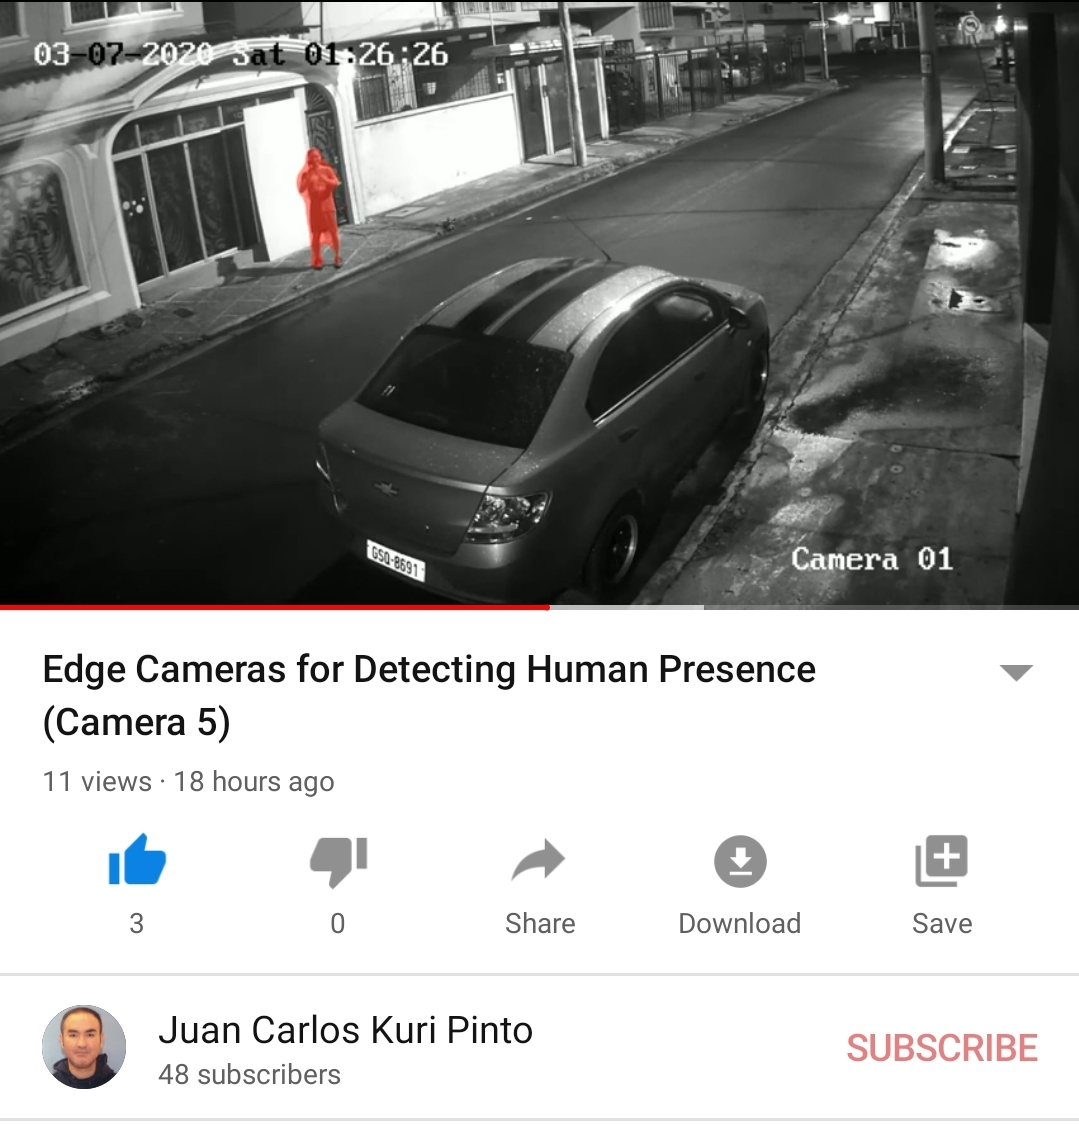 03-07-2020 Sat 01:26:26
GSQ-8691
Camera 01
Edge Cameras for Detecting Human Presence
(Camera 5)
11 views · 18 hours ago
3
0
Share
Download
Save
Juan Carlos Kuri Pinto
SUBSCRIBE
48 subscribers